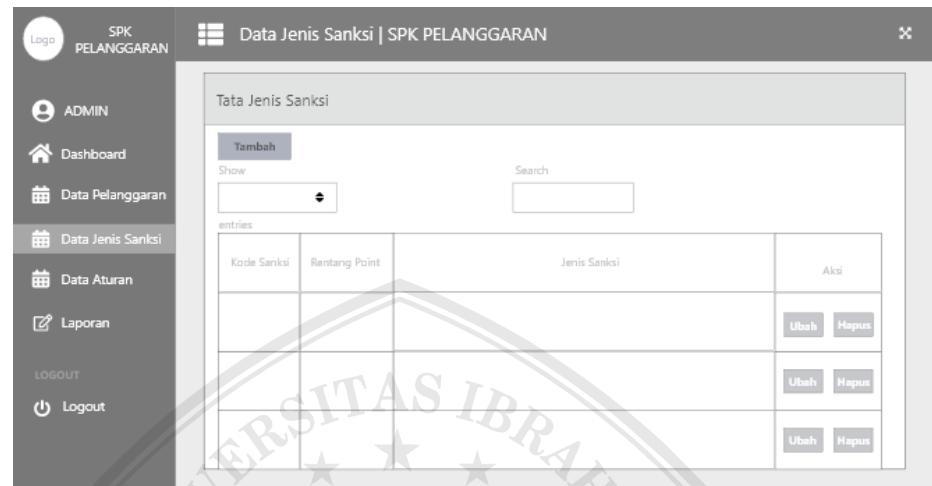 Logo
SPK
PELANGGARAN
Data Jenis Sanksi | SPK PELANGGARAN
ADMIN
Dashboard
Data Pelanggaran
Data Jenis Sanksi
Data Aturan
Laporan
LOGOUT
Logout
Tata Jenis Sanksi
Tambah
Show
Search
entries
Kode Sanksi Rentang Point Jenis Sanksi Aksi
Ubah Hapus
Ubah Hapus
Ubah Hapus
ERSITAS IBRA